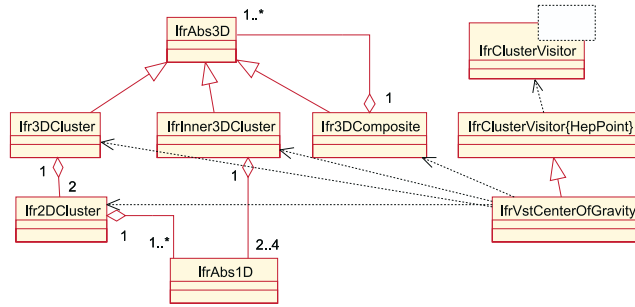 1..*
IfrAbs3D
IfrClusterVisitor
1
Ifr3DCluster
IfrInner3DCluster
Ifr3DComposite
IfrClusterVisitor{HepPoint}
1
1
2
Ifr2DCluster
IfrVstCenterOfGravity
1
1..*
2..4
IfrAbs1D